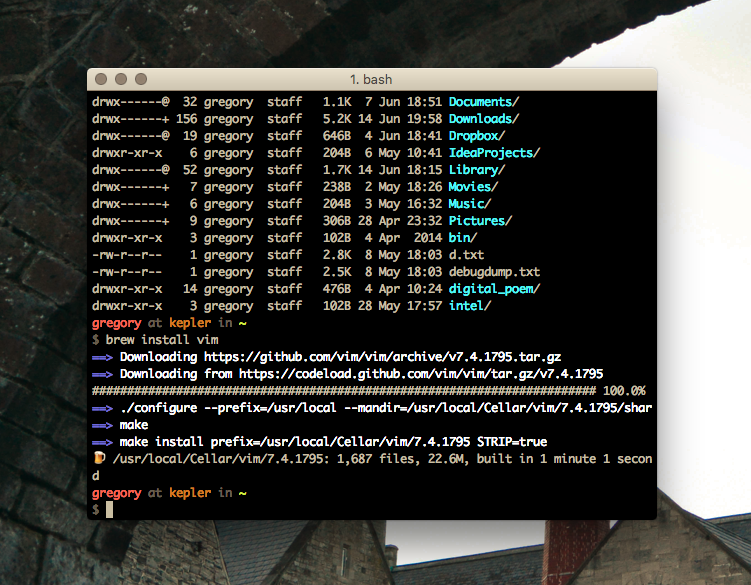 1. bash
drwx------@  32 gregory  staff   1.1K  7 Jun 18:51 Documents/
drwx------+ 156 gregory  staff   5.2K 14 Jun 19:58 Downloads/
drwx------@  19 gregory  staff   646B  4 Jun 18:41 Dropbox/
drwxr-xr-x    6 gregory  staff   204B  6 May 10:41 IdeaProjects/
drwx------@  52 gregory  staff   1.7K 14 Jun 18:15 Library/
drwx------+   7 gregory  staff   238B  2 May 18:26 Movies/
drwx------+   6 gregory  staff   204B  3 May 16:32 Music/
drwx------+   9 gregory  staff   306B 28 Apr 23:32 Pictures/
drwxr-xr-x    3 gregory  staff   102B  4 Apr  2014 bin/
-rw-r--r--    1 gregory  staff   2.8K  8 May 18:03 d.txt
-rw-r--r--    1 gregory  staff   2.5K  8 May 18:03 debugdump.txt
drwxr-xr-x   14 gregory  staff   476B  4 Apr 10:24 digital_poem/
drwxr-xr-x    3 gregory  staff   102B 28 May 17:57 intel/
gregory at kepler in ~
$ brew install vim
==> Downloading https://github.com/vim/vim/archive/v7.4.1795.tar.gz
==> Downloading from https://codeload.github.com/vim/vim/tar.gz/v7.4.1795
######################################################################## 100.0%
==> ./configure --prefix=/usr/local --mandir=/usr/local/Cellar/vim/7.4.1795/shar
==> make
==> make install prefix=/usr/local/Cellar/vim/7.4.1795 STRIP=true
🍺 /usr/local/Cellar/vim/7.4.1795: 1,687 files, 22.6M, built in 1 minute 1 secon
d
gregory at kepler in ~
$